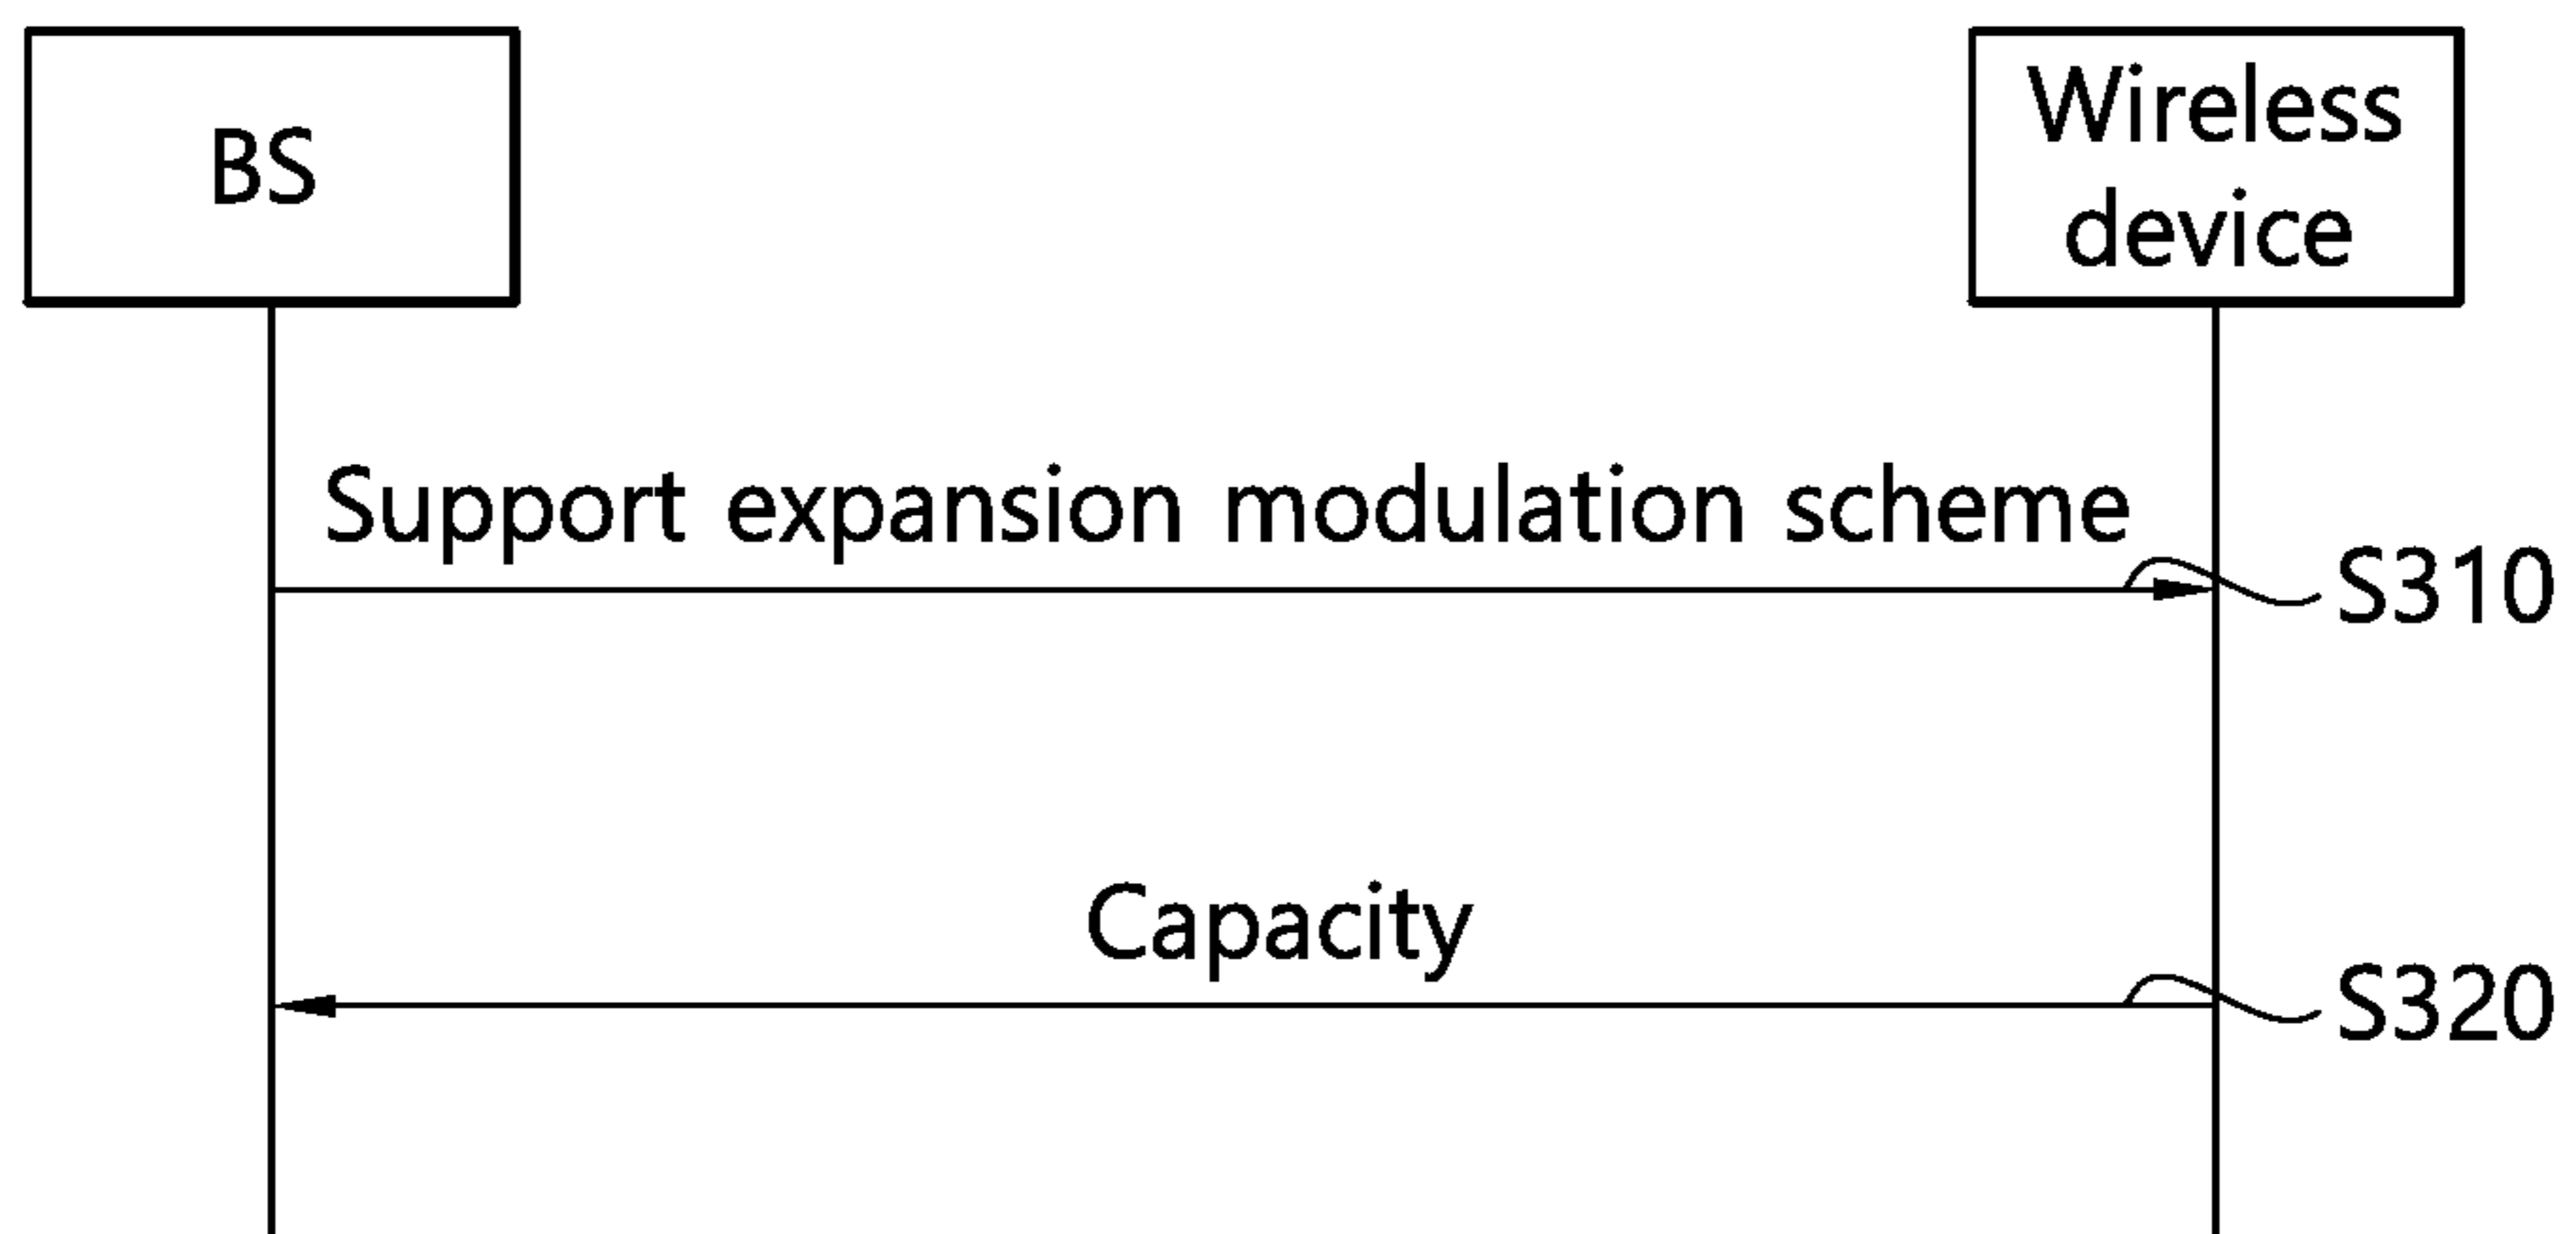 BS
Wireless
device
Support expansion modulation scheme
S310
Capacity
S320